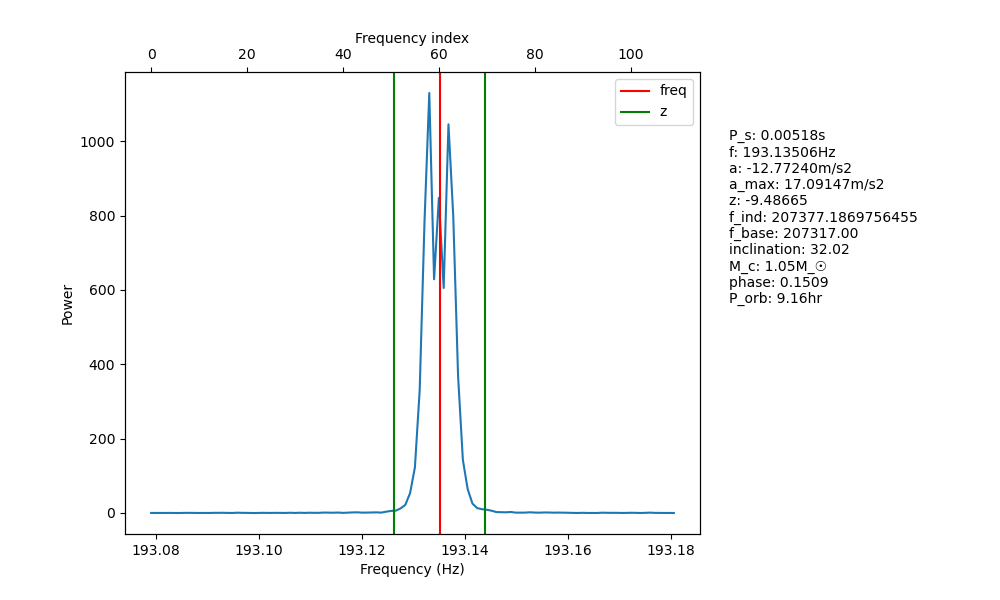 Frequency index
0 20 40 60 80 100
freq
z
Power
1000
800
600
400
200
0
193.08 193.10 193.12 193.14 193.16 193.18
Frequency (Hz)
P_s: 0.00518s
f: 193.13506Hz
a: -12.77240m/s2
a_max: 17.09147m/s2
z: -9.48665
f_ind: 207377.1869756455
f_base: 207317.00
inclination: 32.02
M_c: 1.05M_☉
phase: 0.1509
P_orb: 9.16hr